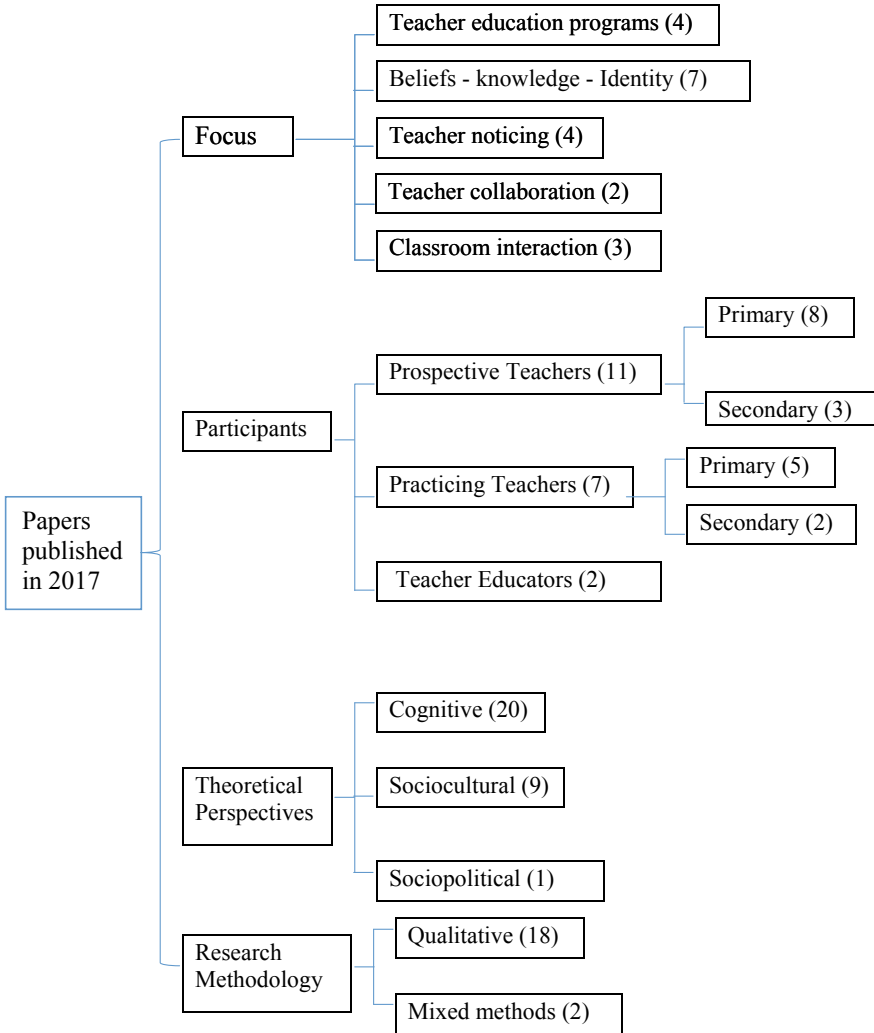 Papers
published
in 2017
Focus
Teacher education programs (4)
Beliefs - knowledge - Identity (7)
Teacher noticing (4)
Teacher collaboration (2)
Classroom interaction (3)
Participants
Prospective Teachers (11)
Primary (8)
Secondary (3)
Practicing Teachers (7)
Primary (5)
Secondary (2)
Teacher Educators (2)
Theoretical
Perspectives
Cognitive (20)
Sociocultural (9)
Sociopolitical (1)
Research
Methodology
Qualitative (18)
Mixed methods (2)